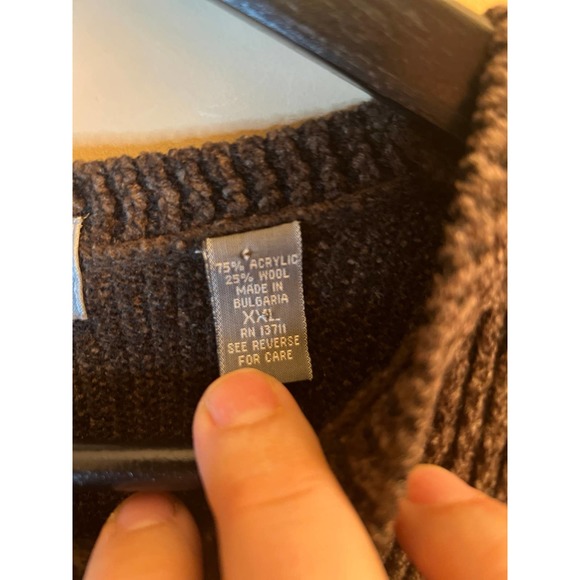 75% ACRYLIC
25% WOOL
MADE IN
BULGARIA
XXL
RN 13711
SEE REVERSE
FOR CARE